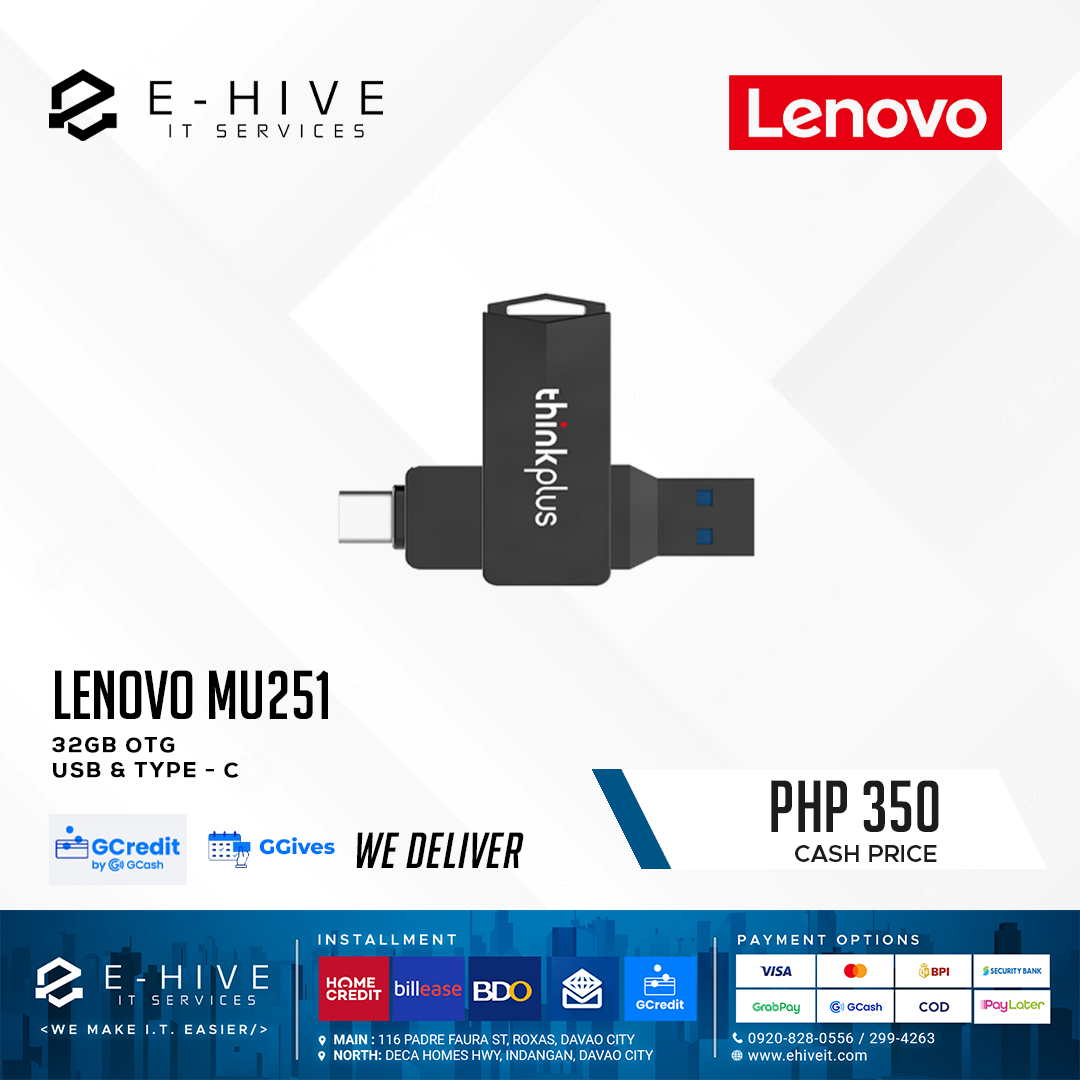 E-HIVE
IT SERVICES
Lenovo
thinkplus
LENOVO MU251
32GB OTG
USB & TYPE - C
GCredit
by GCash
GGives
WE DELIVER
PHP 350
CASH PRICE
E-HIVE
IT SERVICES
<WE MAKE I.T. EASIER/>
INSTALLMENT
HOME CREDIT
billease
BDO
GCredit
MAIN : 116 PADRE FAURA ST, ROXAS, DAVAO CITY
NORTH: DECA HOMES HWY, INDANGAN, DAVAO CITY
PAYMENT OPTIONS
VISA
BPI
SECURITY BANK
GrabPay
GCash
COD
PayLater
0920-828-0556 / 299-4263
www.ehiveit.com